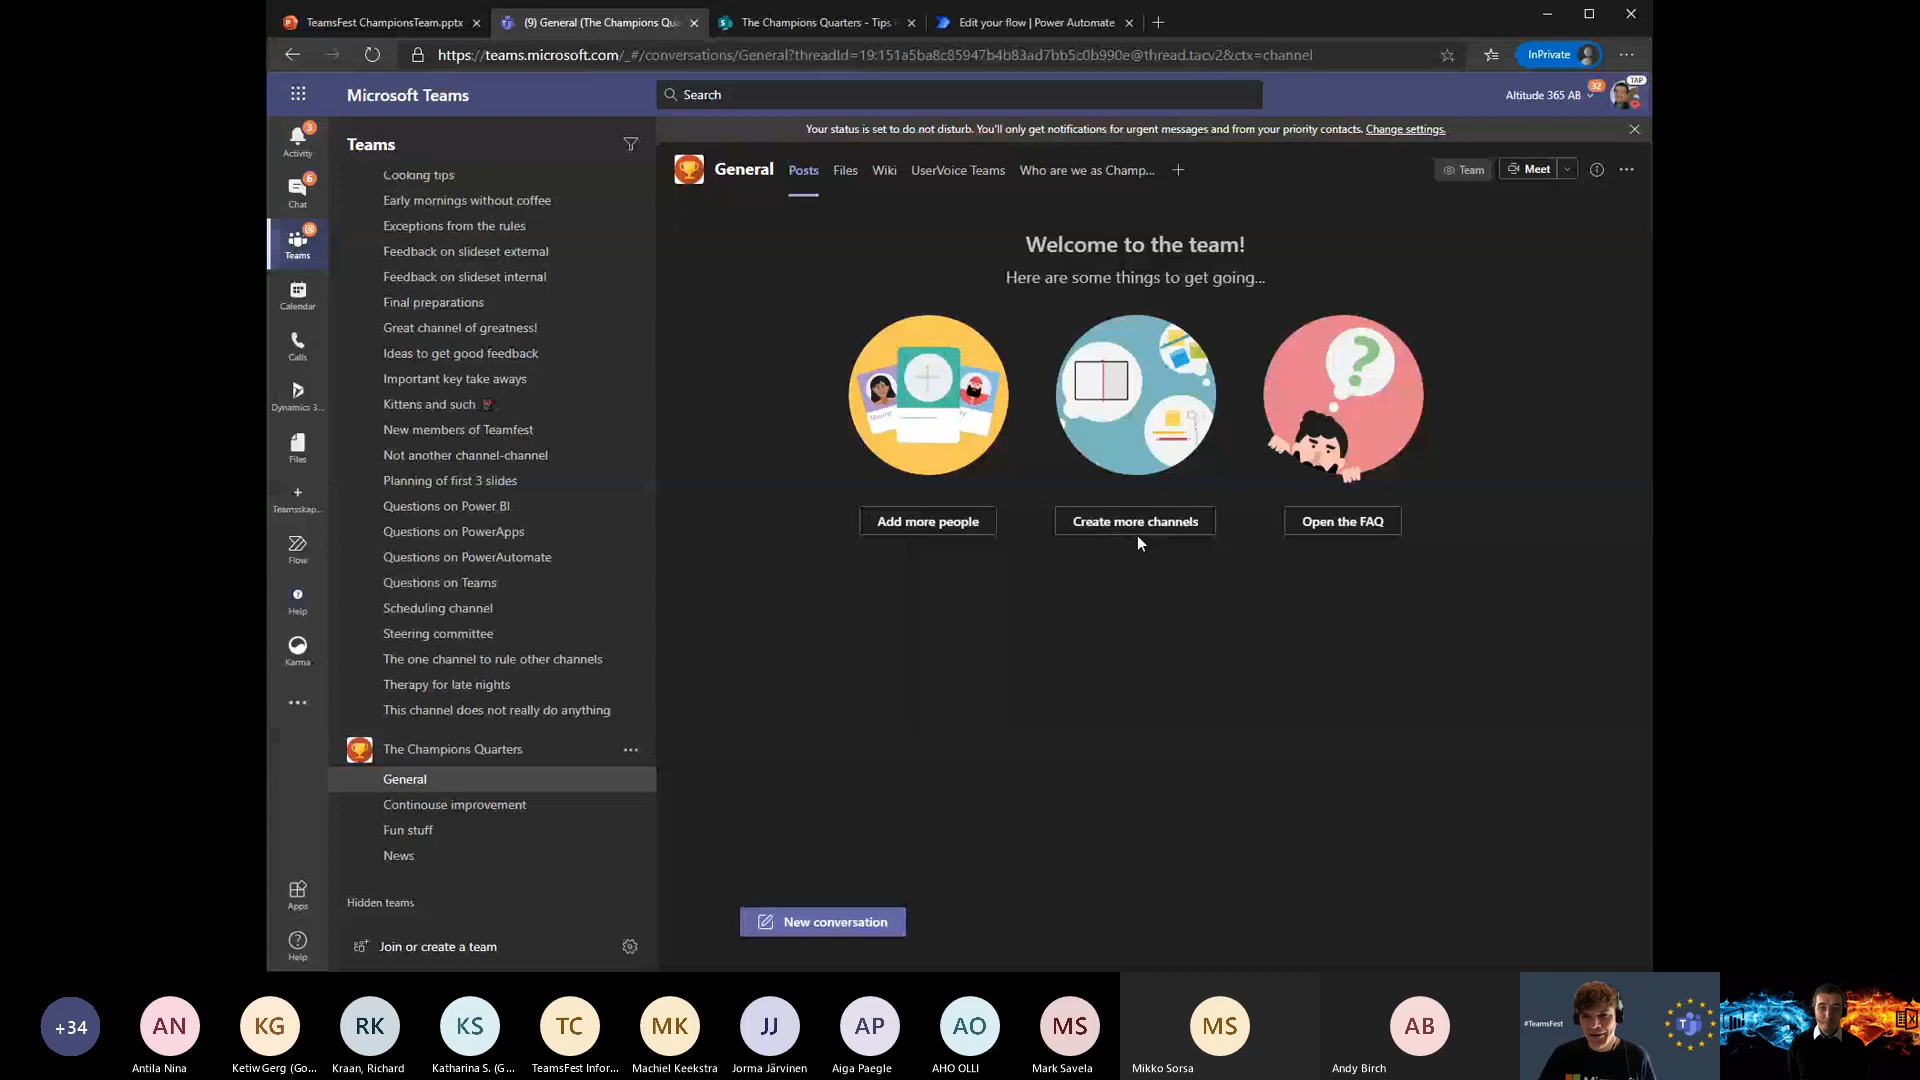 TeamsFest ChampionsTeam.pptx
(9) General (The Champions Qua
The Champions Quarters - Tips
Edit your flow | Power Automate
https://teams.microsoft.com/_#/conversations/General?threadId=19:151a5ba8c85947b4b83ad7bb5c0b990e@thread.tacv2&ctx=channel
InPrivate
Microsoft Teams
Search
Altitude 365 AB
32
TAP
Your status is set to do not disturb. You'll only get notifications for urgent messages and from your priority contacts. Change settings.
3
Activity
6
Chat
Teams
Calendar
Calls
Dynamics 3...
Files
Teamsskap...
Flow
Help
Karma
Apps
Help
Teams
Cooking tips
Early mornings without coffee
Exceptions from the rules
Feedback on slideset external
Feedback on slideset internal
Final preparations
Great channel of greatness!
Ideas to get good feedback
Important key take aways
Kittens and such
New members of Teamfest
Not another channel-channel
Planning of first 3 slides
Questions on Power BI
Questions on PowerApps
Questions on PowerAutomate
Questions on Teams
Scheduling channel
Steering committee
The one channel to rule other channels
Therapy for late nights
This channel does not really do anything
The Champions Quarters
General
Continouse improvement
Fun stuff
News
Hidden teams
Join or create a team
General
Posts
Files
Wiki
UserVoice Teams
Who are we as Champ...
Team
Meet
Welcome to the team!
Here are some things to get going...
Add more people
Create more channels
Open the FAQ
New conversation
+34
AN
KG
RK
KS
TC
MK
JJ
AP
AO
MS
MS
AB
#TeamsFest
Antila Nina
Ketiw Gerg (Go...
Kraan, Richard
Katharina S. (G...
TeamsFest Infor...
Machiel Keekstra
Jorma Järvinen
Aiga Paegle
AHO OLLI
Mark Savela
Mikko Sorsa
Andy Birch